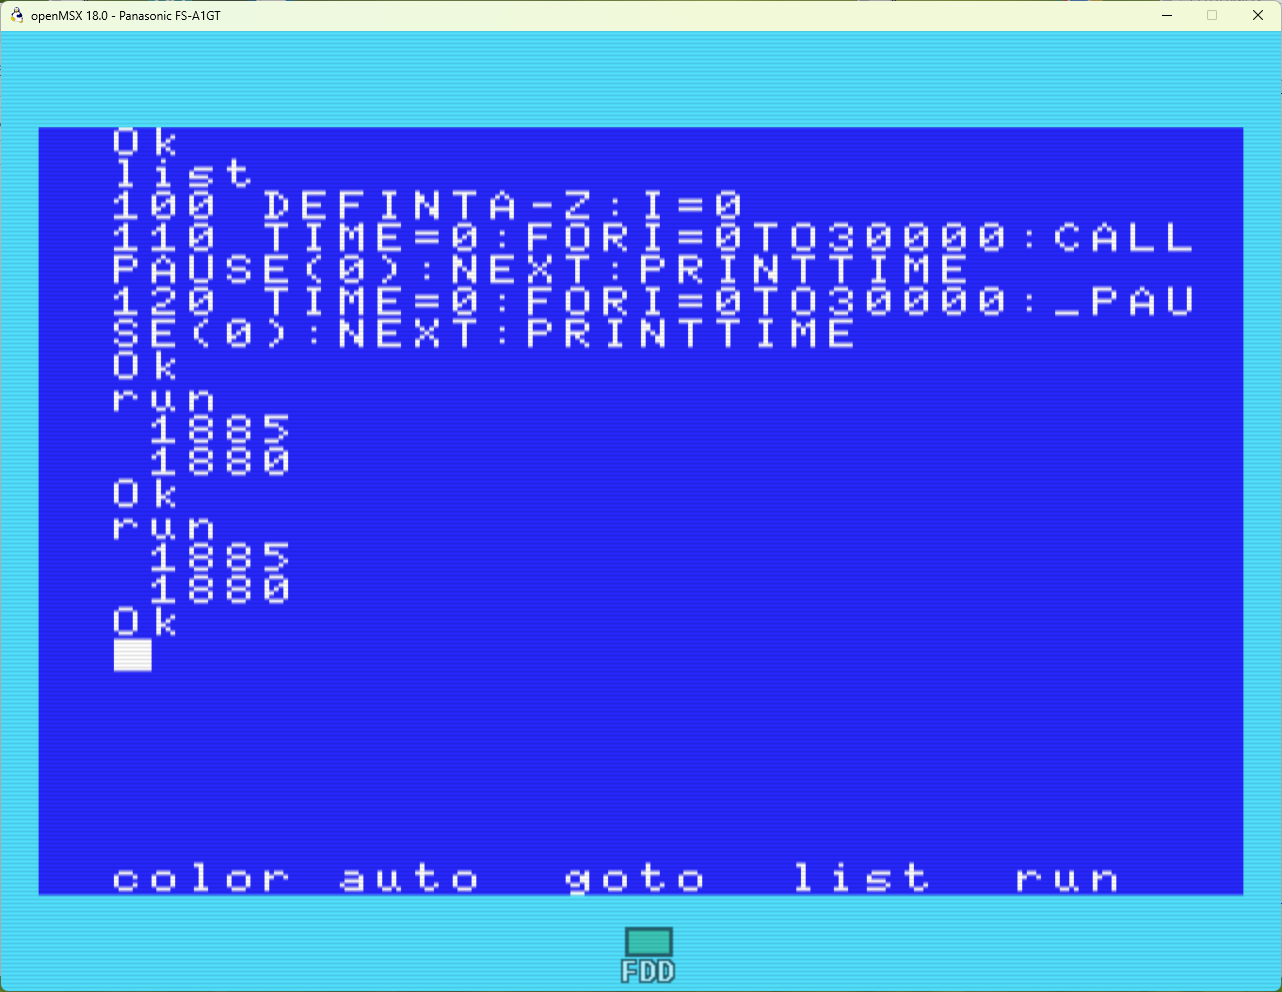 openMSX 18.0 - Panasonic FS-A1GT
Ok
list
100 DEFINTA-Z:I=0
110 TIME=0:FORI=0TO30000:CALL
PAUSE(0):NEXT:PRINTTIME
120 TIME=0:FORI=0TO30000:_PAU
SE(0):NEXT:PRINTTIME
Ok
run
1885
1880
Ok
run
1885
1880
Ok
color auto goto list run
FDD